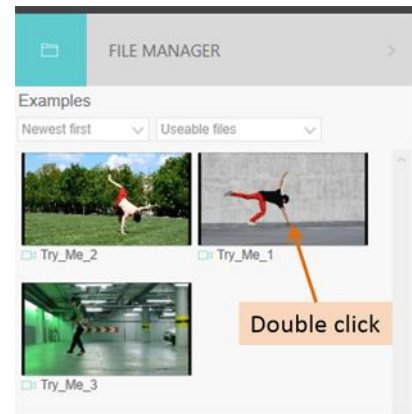 FILE MANAGER
Examples
Newest first
Useable files
Try_Me_2
Try_Me_1
Double click
Try_Me_3